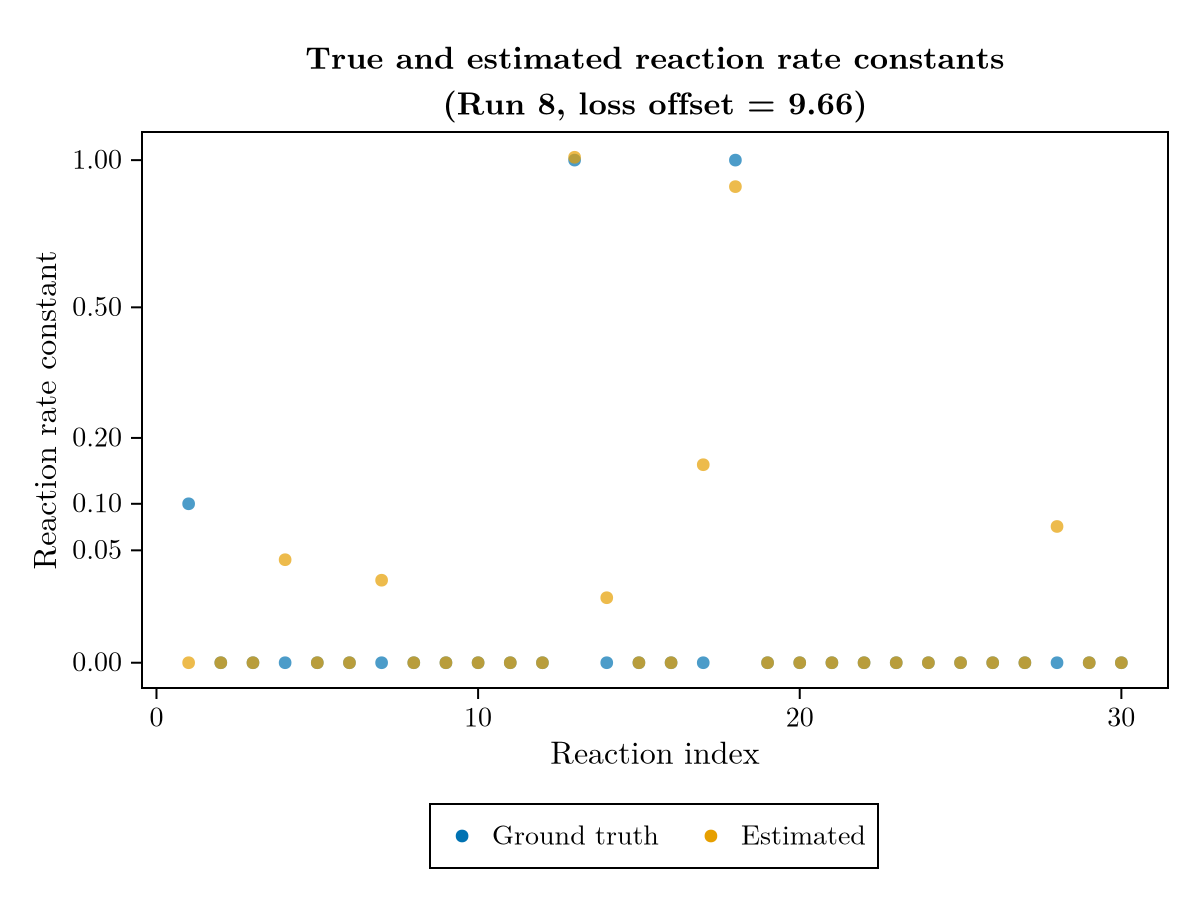 True and estimated reaction rate constants
(Run 8, loss offset = 9.66)
Reaction rate constant
1.00
0.50
0.20
0.10
0.05
0.00
0
10
20
30
Reaction index
Ground truth
Estimated